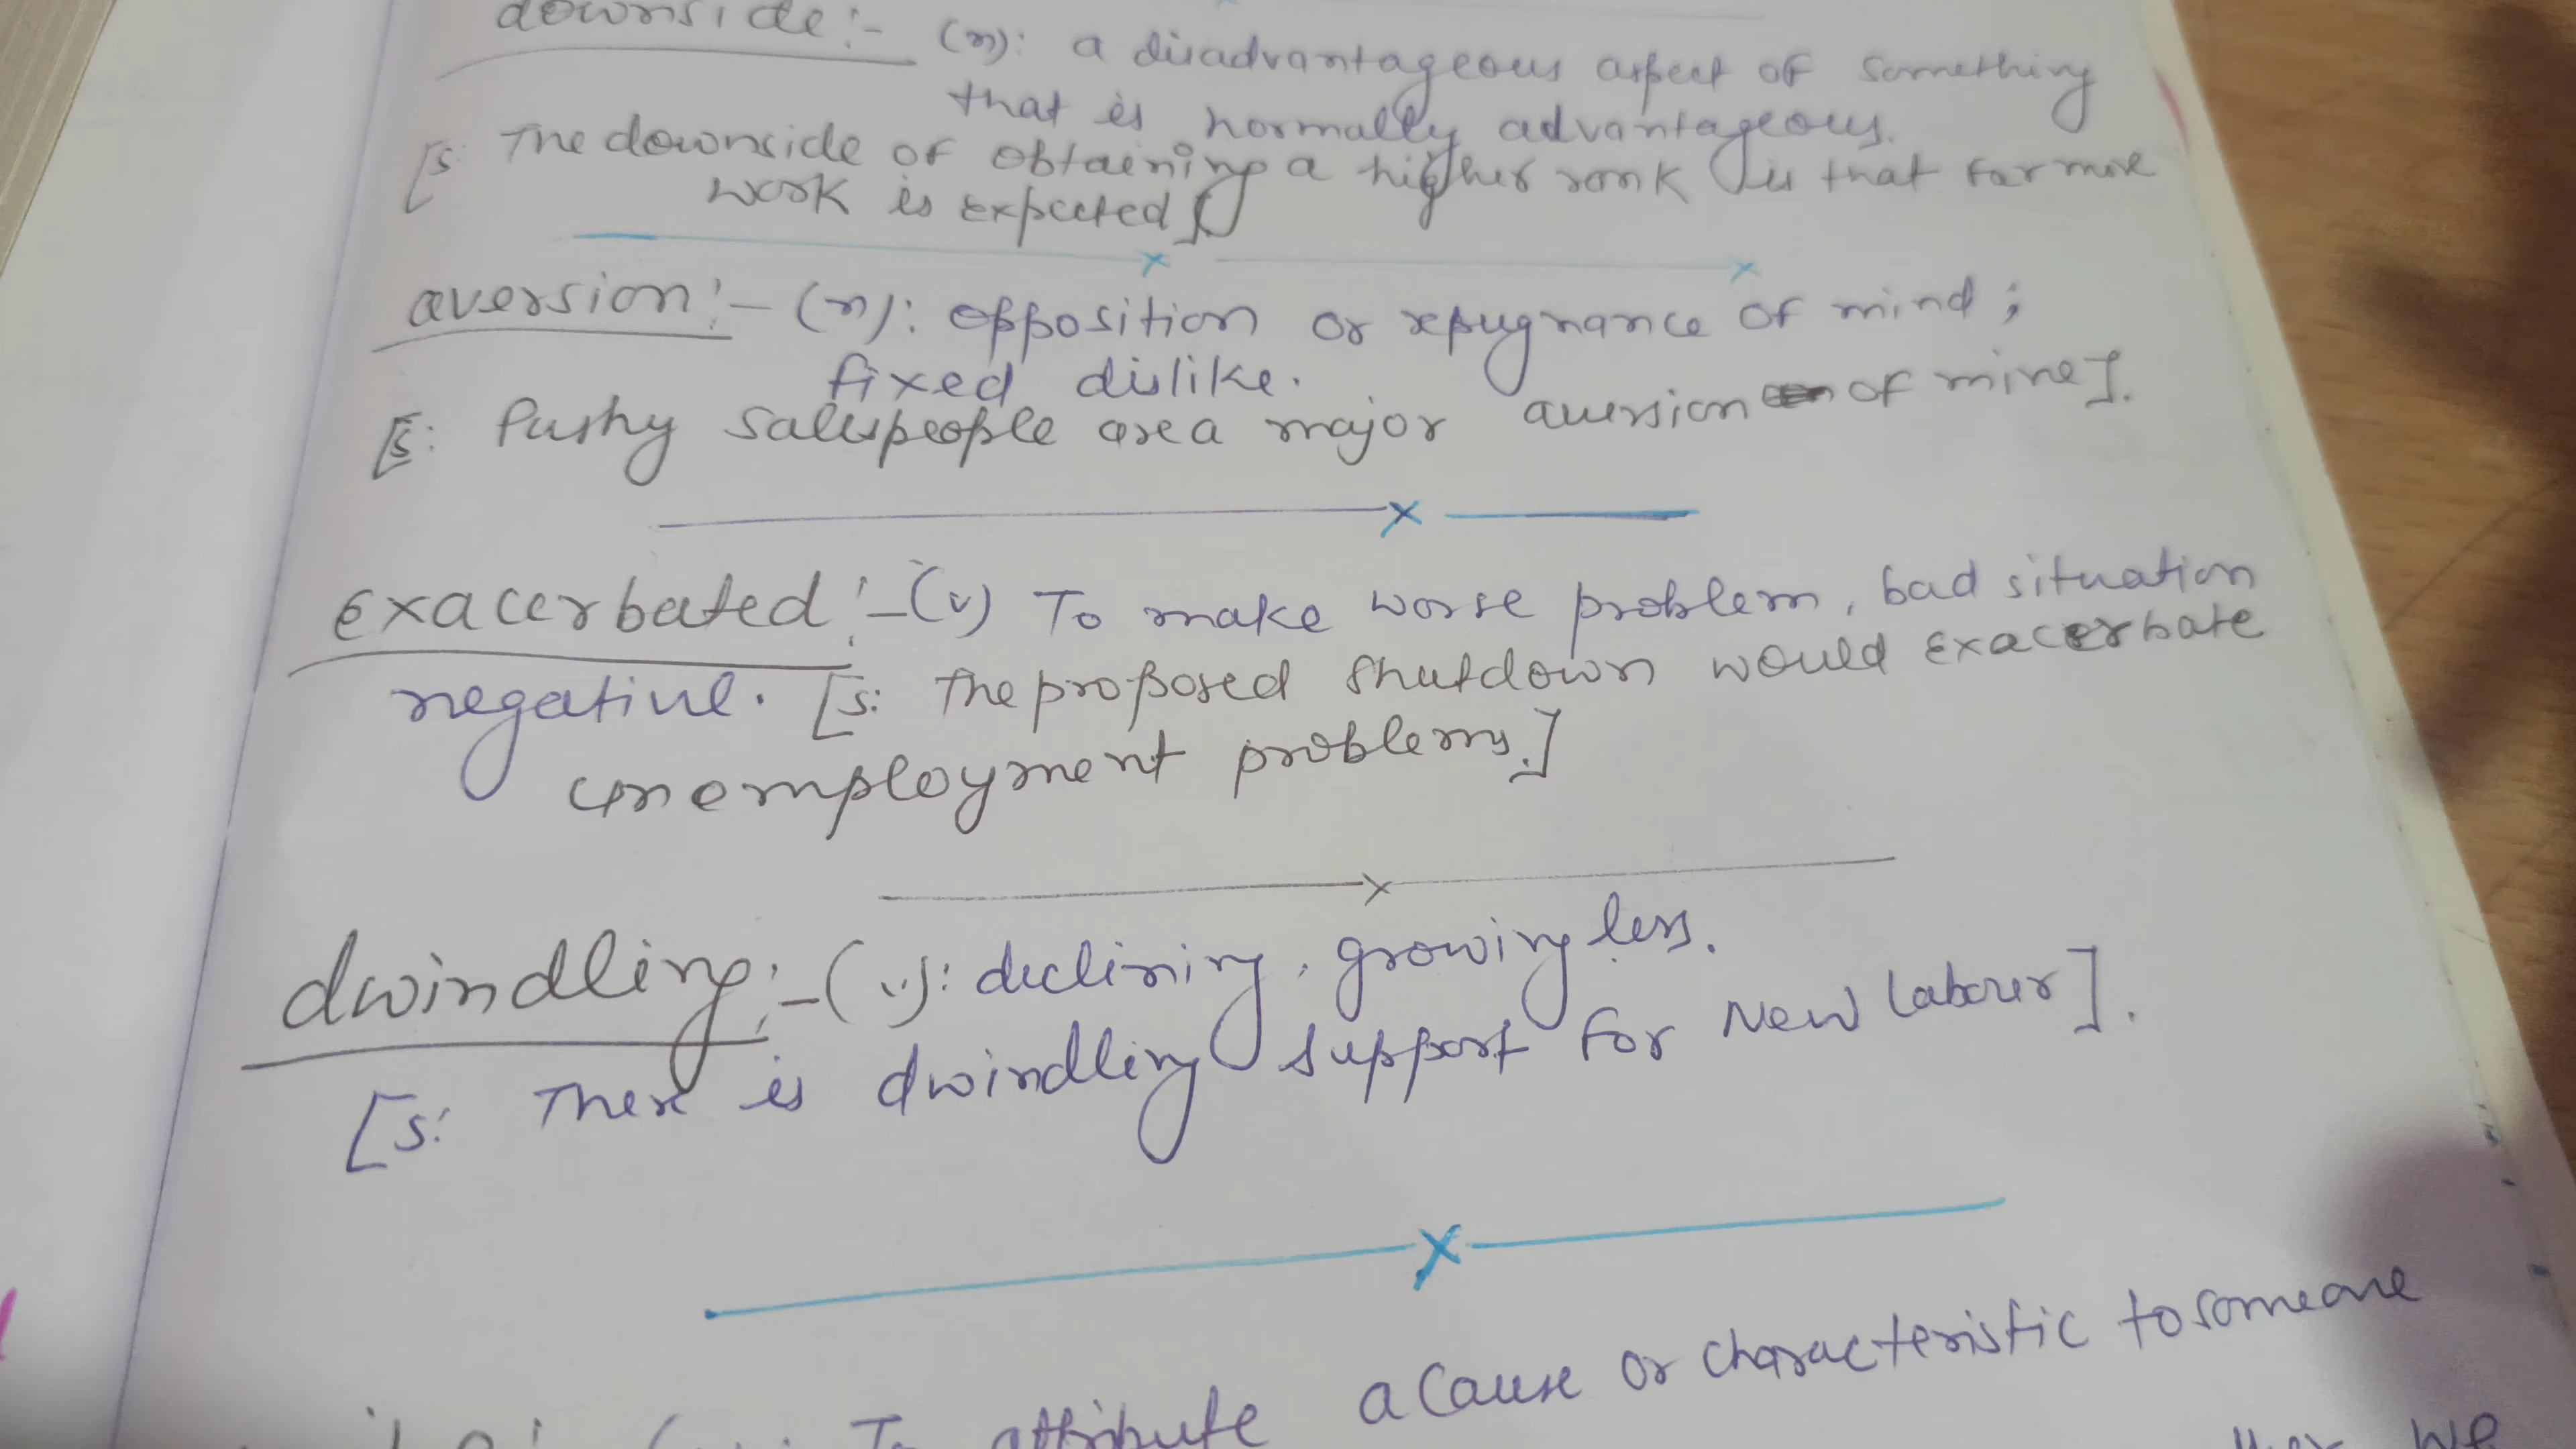 downside:- (n): a disadvantageous aspect of something
that is normally advantageous.
[s: The downside of obtaining a higher rank is that far more
work is expected]
aversion:- (n): opposition or repugnance of mind;
fixed dislike.
[s: Pushy salespeople are a major aversion of mine].
exacerbated:- (v) To make worse problem, bad situation
negative. [s: The proposed shutdown would exacerbate
unemployment problems.]
dwindling:- (v): declining, growing less.
[s: There is dwindling support for New Labour].
To attribute a cause or characteristic to someone
we